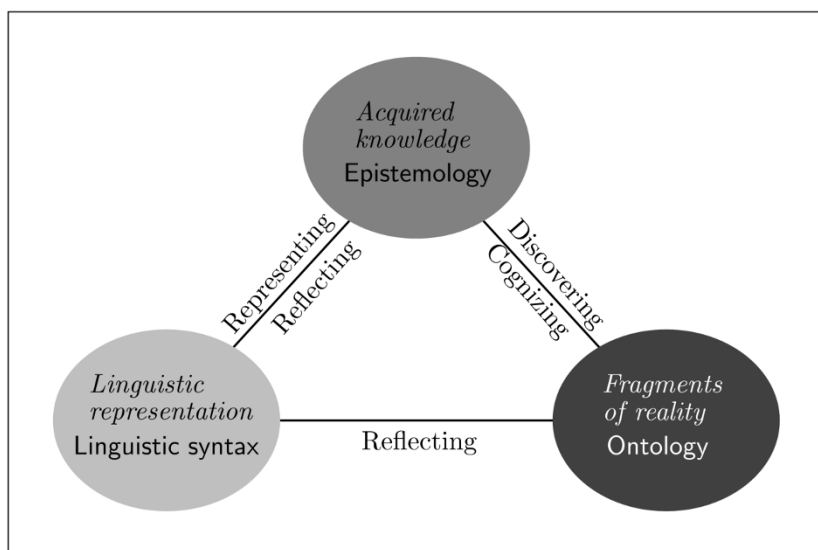 Acquired
knowledge
Epistemology
Representing
Reflecting
Discovering
Cognizing
Linguistic
representation
Linguistic syntax
Reflecting
Fragments
of reality
Ontology